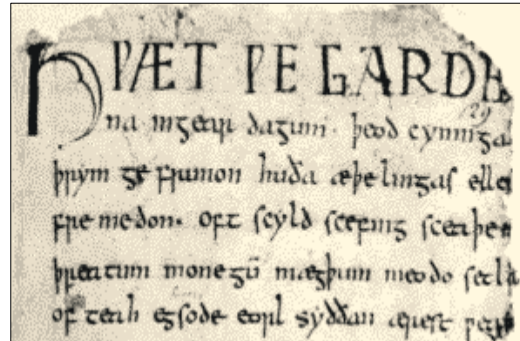 HǷÆT ǷE GARDE
na ingear dagum · þeod cyninga
þrym ge frunon huða æþelingas elle
fremedon. oft scyld scefing sceaþe
þreatum monegū mægþum meodo setla
of teah egsode eorl syððan ærest